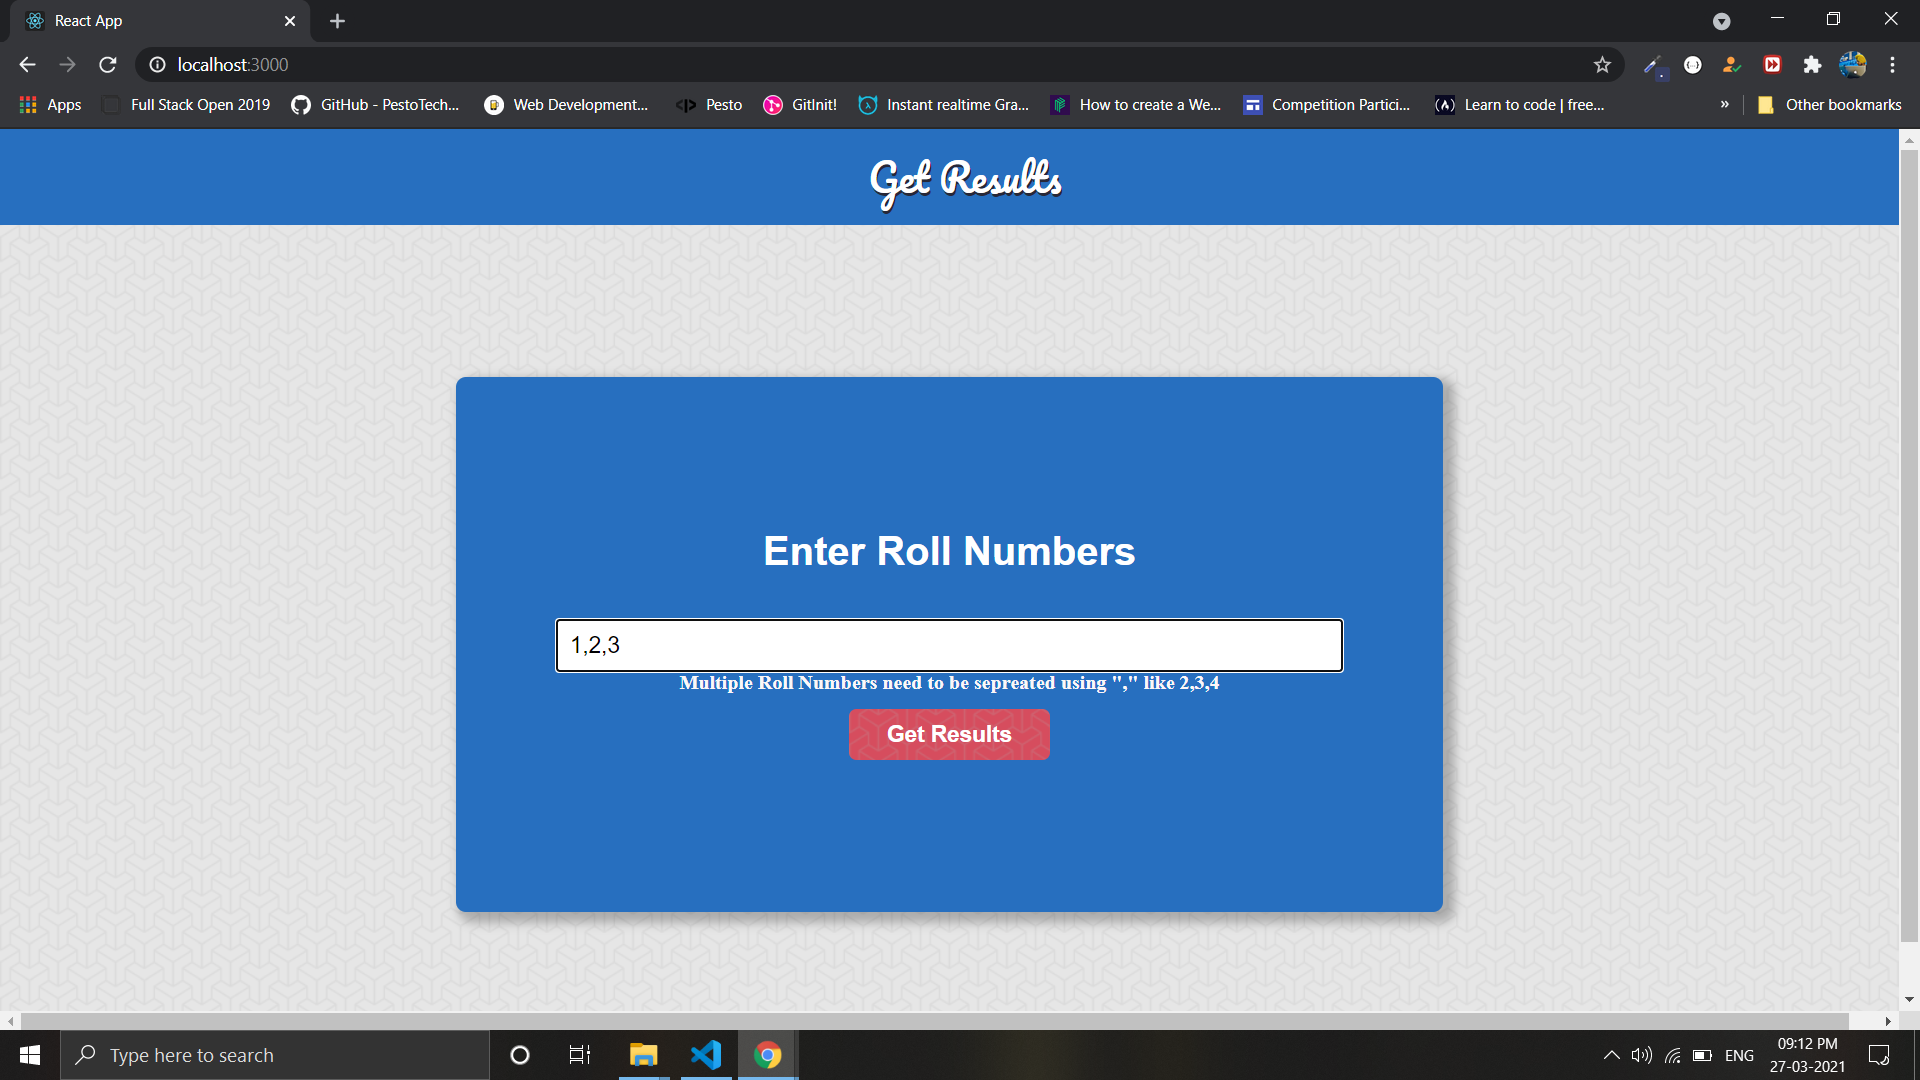 React App
localhost:3000
Apps
Full Stack Open 2019
GitHub - PestoTech...
Web Development...
Pesto
GitInit!
Instant realtime Gra...
How to create a We...
Competition Partici...
Learn to code | free...
»
Other bookmarks
Get Results
Enter Roll Numbers
1,2,3
Multiple Roll Numbers need to be sepreated using "," like 2,3,4
Get Results
Type here to search
ENG
09:12 PM
27-03-2021